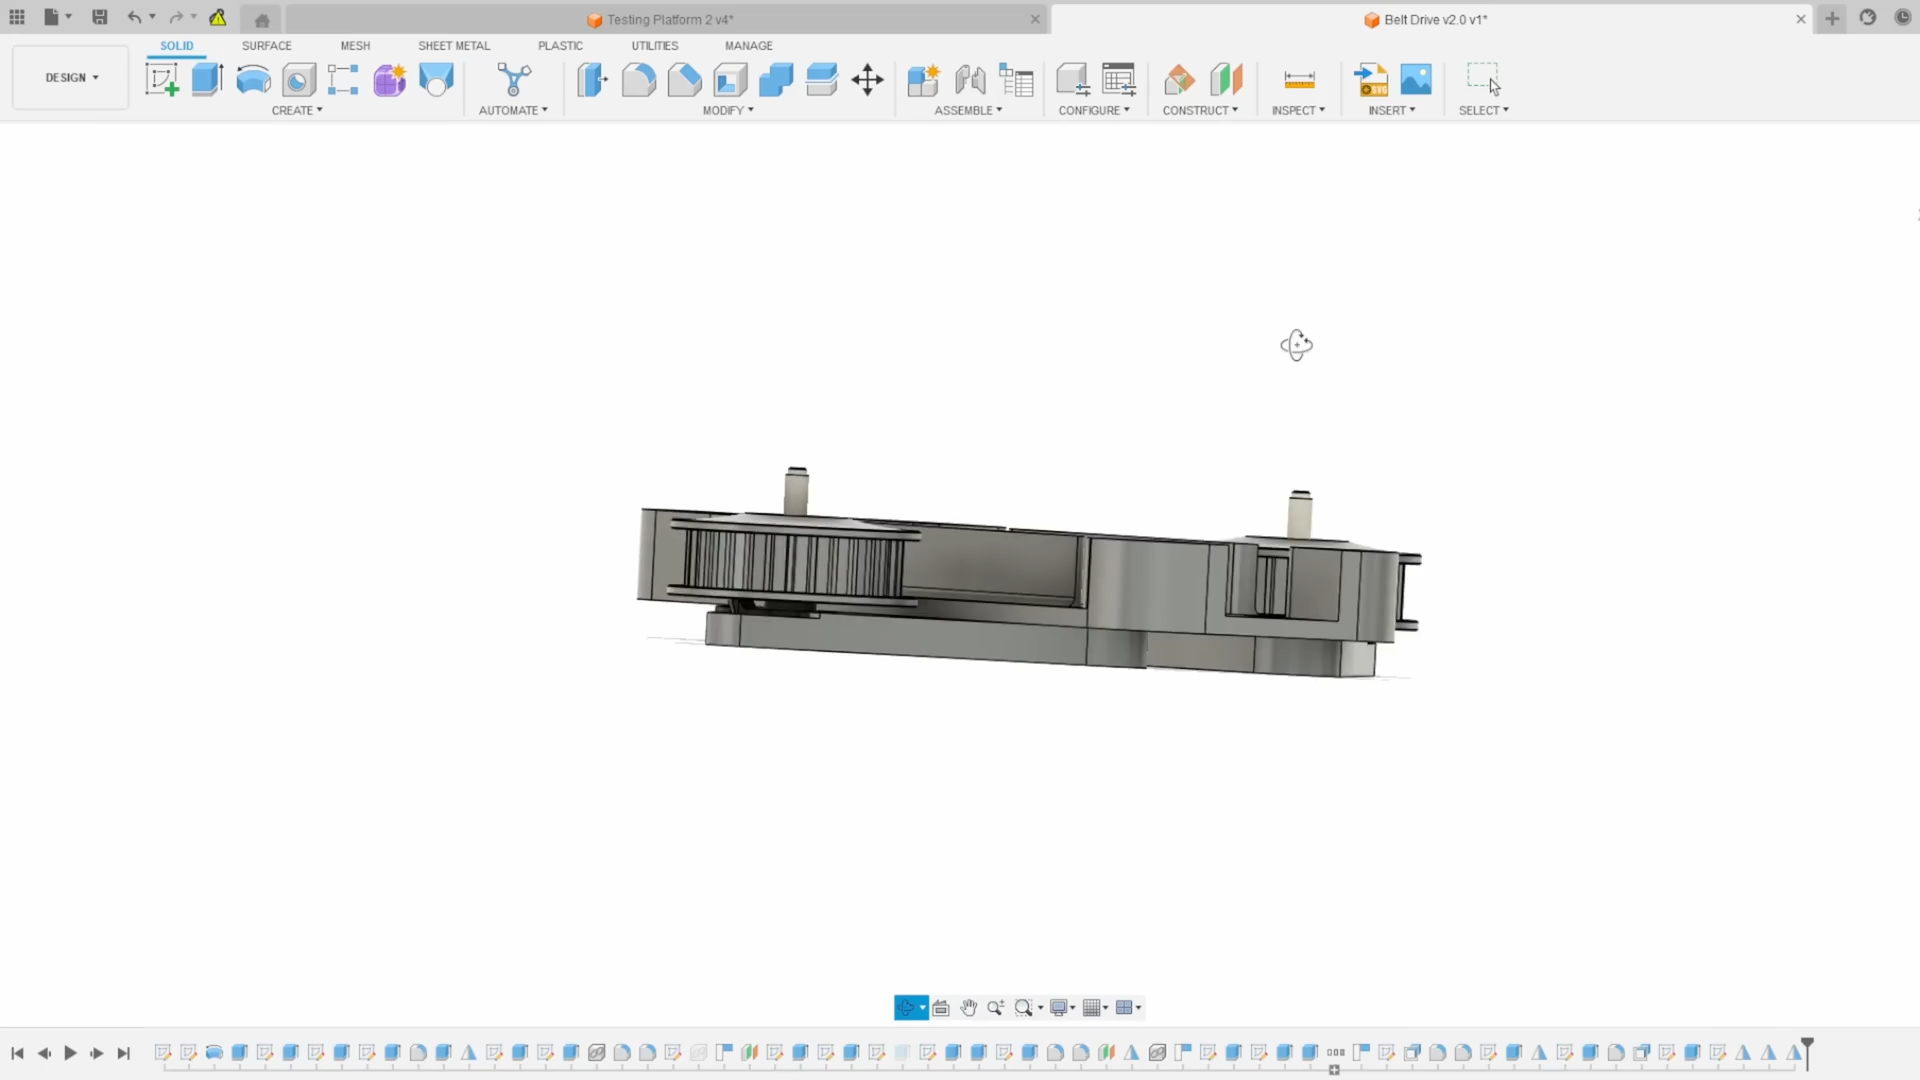 Testing Platform 2 v4*
Belt Drive v2.0 v1*
SOLID SURFACE MESH SHEET METAL PLASTIC UTILITIES MANAGE
DESIGN
CREATE AUTOMATE MODIFY ASSEMBLE CONFIGURE CONSTRUCT INSPECT INSERT SELECT
SVG